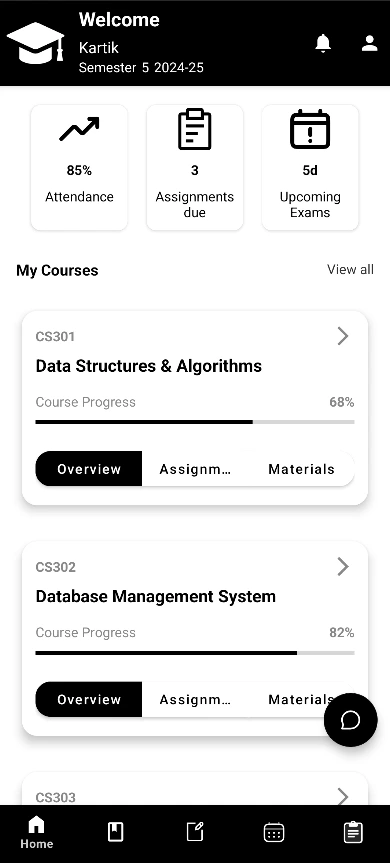 Welcome
Kartik
Semester 5 2024-25
85%
Attendance
3
Assignments
due
5d
Upcoming
Exams
My Courses
View all
CS301
Data Structures & Algorithms
Course Progress
68%
Overview
Assignm...
Materials
CS302
Database Management System
Course Progress
82%
Overview
Assignm...
Materials
CS303
Home